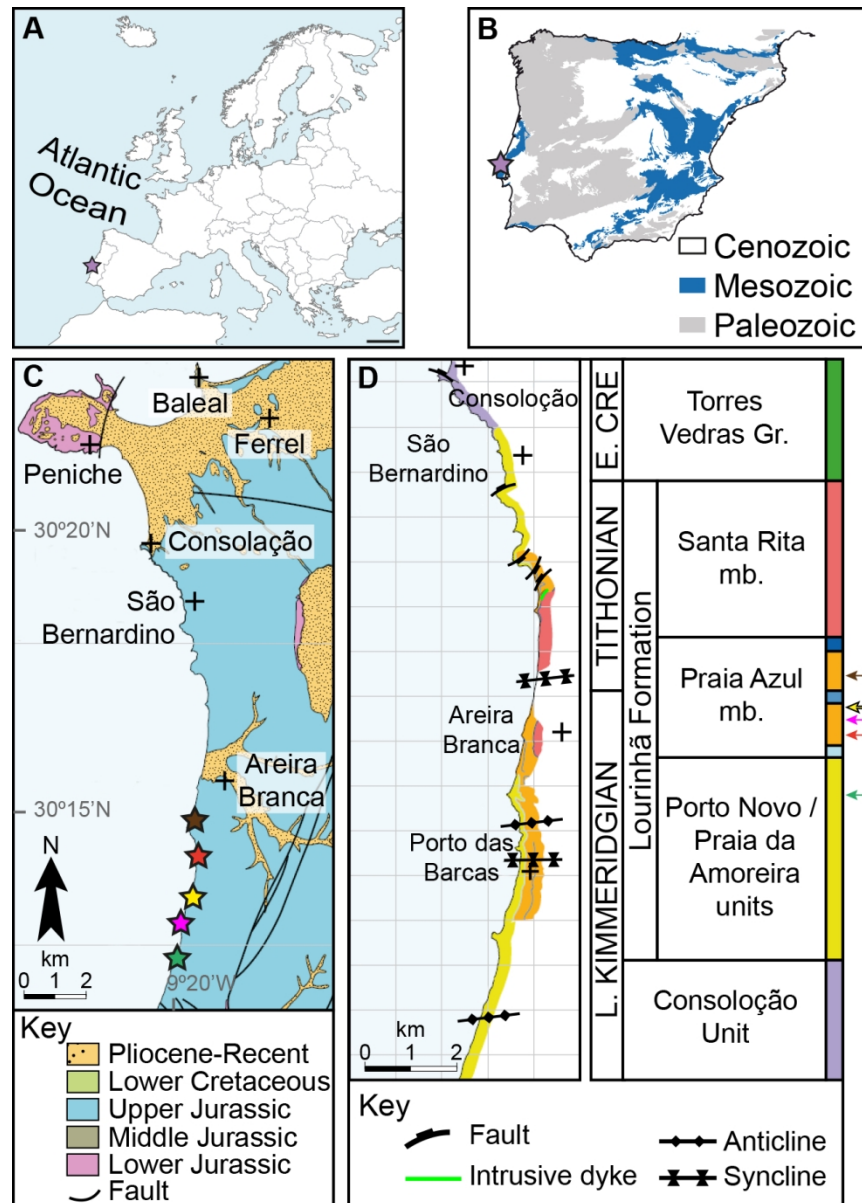 A
Atlantic
Ocean
B
Cenozoic
Mesozoic
Paleozoic
C
Baleal
Ferrel
Peniche
30º20'N
Consolação
São
Bernardino
Areira
Branca
30º15'N
N
km
0 1 2
9º20'W
Key
Pliocene-Recent
Lower Cretaceous
Upper Jurassic
Middle Jurassic
Lower Jurassic
Fault
D
Consoloção
São
Bernardino
Areira
Branca
Porto das
Barcas
km
0 1 2
E. CRE
TITHONIAN
L. KIMMERIDGIAN
Lourinhã Formation
Torres
Vedras Gr.
Santa Rita
mb.
Praia Azul
mb.
Porto Novo /
Praia da
Amoreira
units
Consoloção
Unit
Key
Fault
Anticline
Intrusive dyke
Syncline